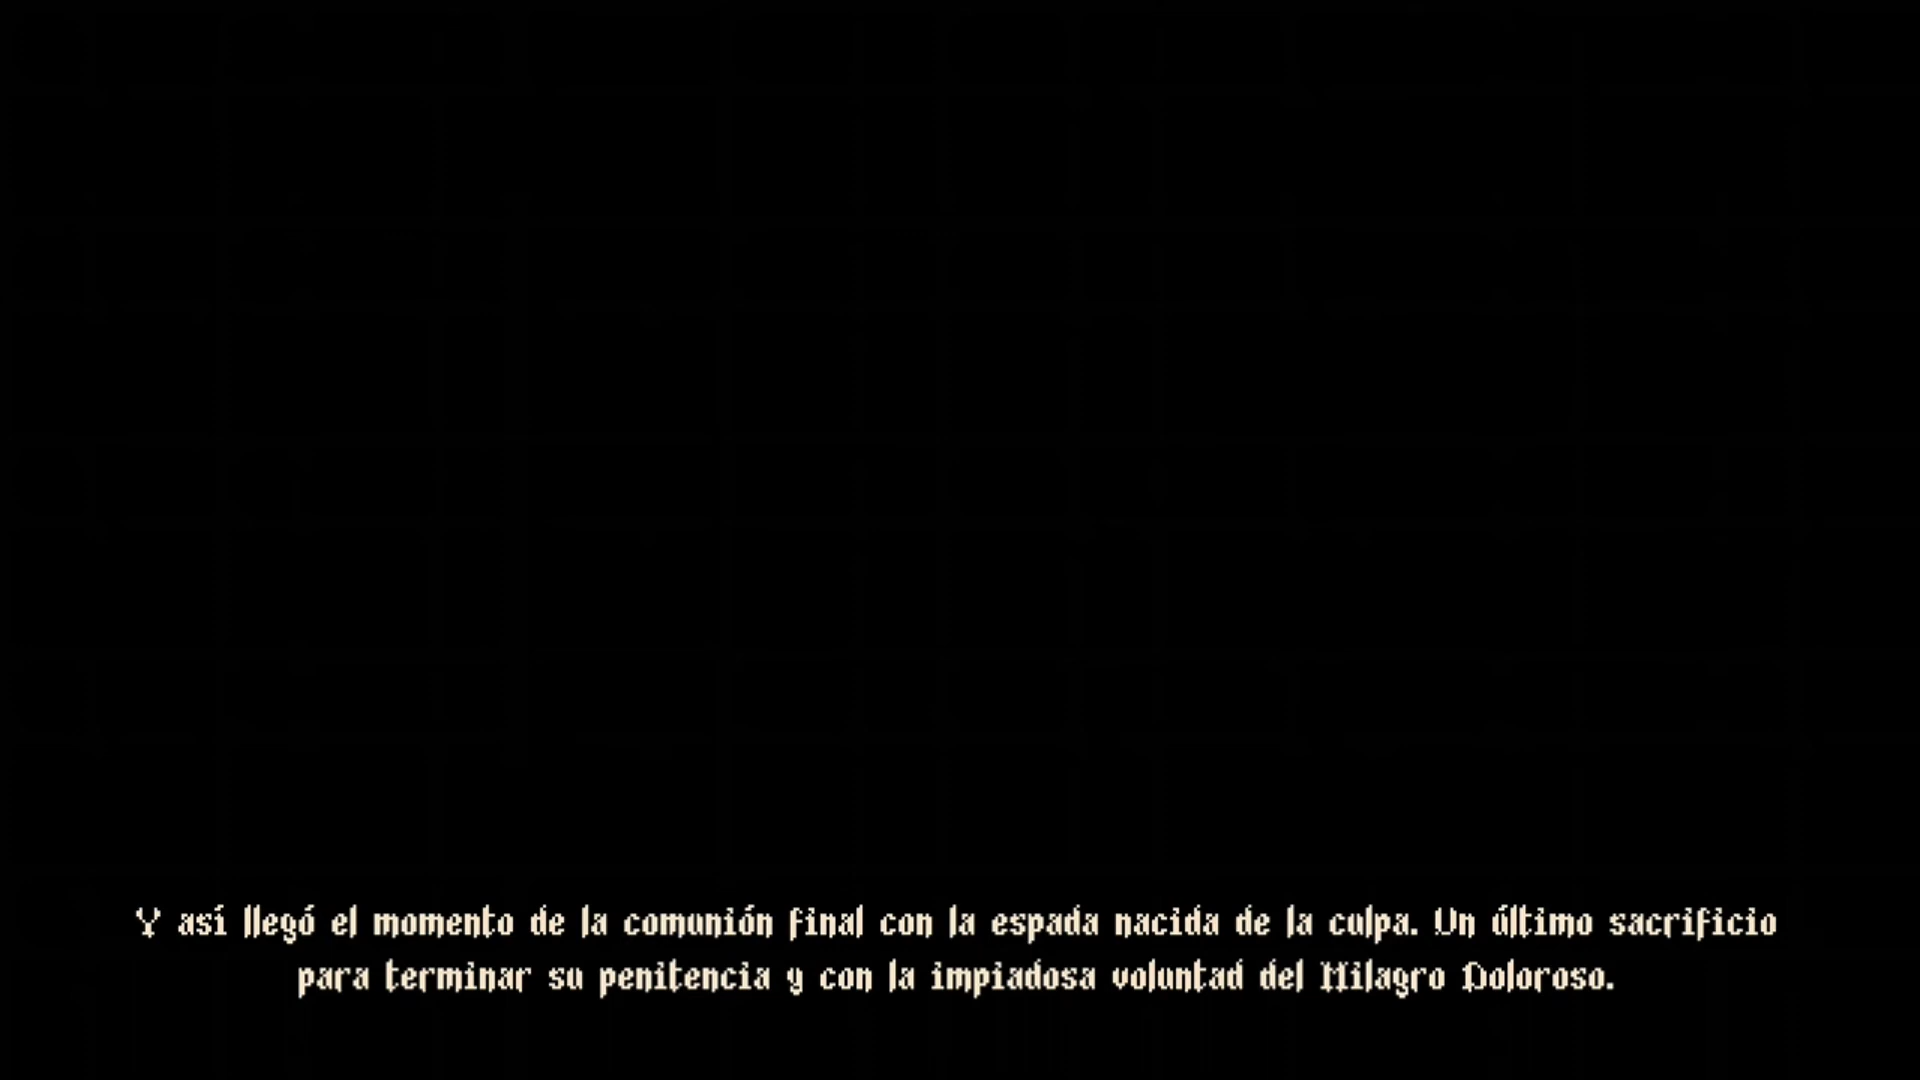 Y así llegó el momento de la comunión final con la espada nacida de la culpa. Un último sacrificio
para terminar su penitencia y con la impiadosa voluntad del Milagro Doloroso.